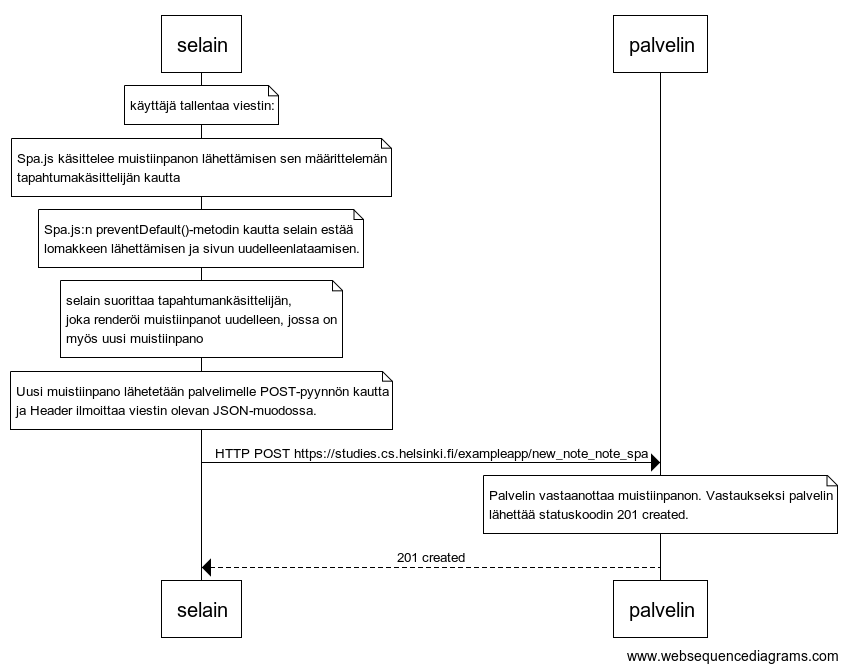 selain
palvelin
käyttäjä tallentaa viestin:
Spa.js käsittelee muistiinpanon lähettämisen sen määrittelemän
tapahtumakäsittelijän kautta
Spa.js:n preventDefault()-metodin kautta selain estää
lomakkeen lähettämisen ja sivun uudelleenlataamisen.
selain suorittaa tapahtumankäsittelijän,
joka renderöi muistiinpanot uudelleen, jossa on
myös uusi muistiinpano
Uusi muistiinpano lähetetään palvelimelle POST-pyynnön kautta
ja Header ilmoittaa viestin olevan JSON-muodossa.
HTTP POST https://studies.cs.helsinki.fi/exampleapp/new_note_note_spa
Palvelin vastaanottaa muistiinpanon. Vastaukseksi palvelin
lähettää statuskoodin 201 created.
201 created
selain
palvelin
www.websequencediagrams.com